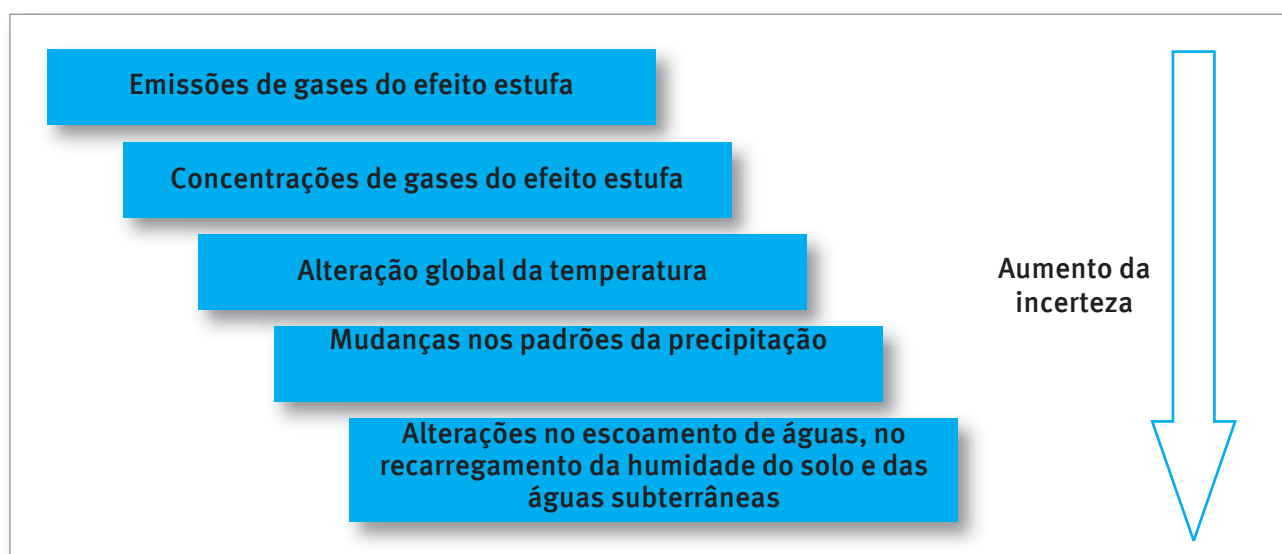 Emissões de gases do efeito estufa
Concentrações de gases do efeito estufa
Alteração global da temperatura
Mudanças nos padrões da precipitação
Alterações no escoamento de águas, no
recarregamento da humidade do solo e das
águas subterrâneas
Aumento da
incerteza